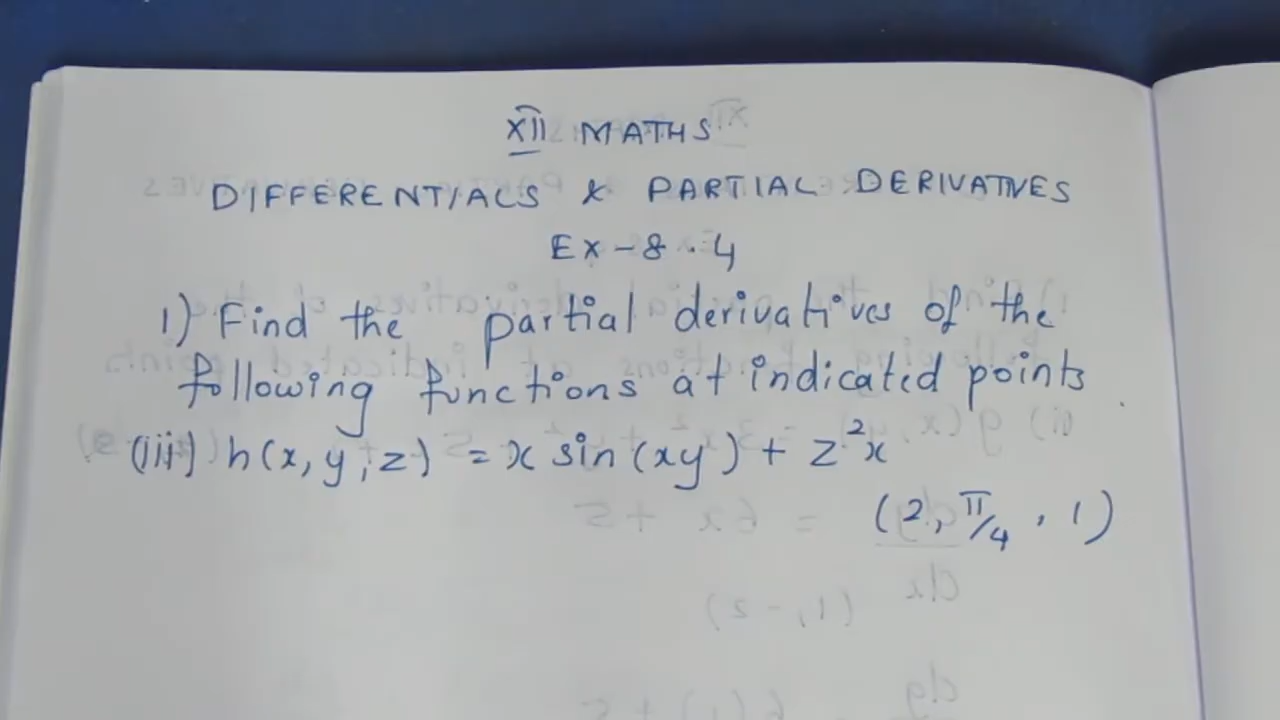 XII MATHS
DIFFERENTIALS & PARTIAL DERIVATIVES
Ex-8.4
1) Find the partial derivatives of the
following functions at indicated points
(iii) h(x, y, z) = x sin(xy) + z²x
(2, π/4, 1)